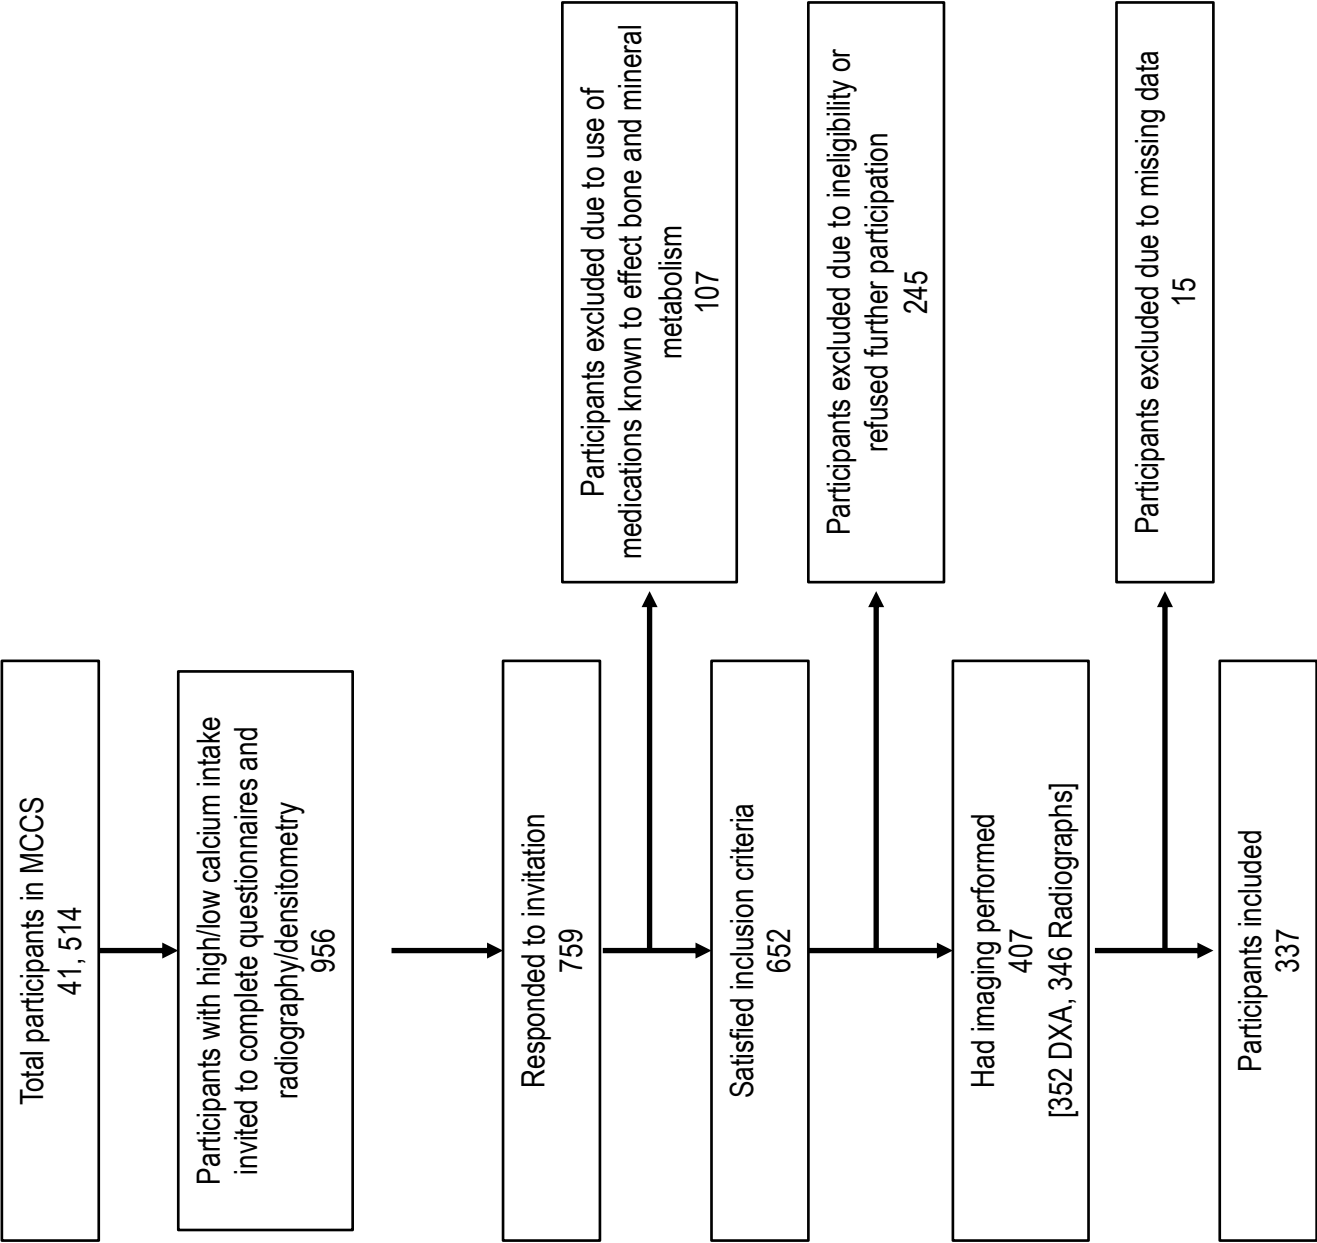 Total participants in MCCS
41, 514
Participants with high/low calcium intake
invited to complete questionnaires and
radiography/densitometry
956
Responded to invitation
759
Participants excluded due to use of
medications known to effect bone and mineral
metabolism
107
Satisfied inclusion criteria
652
Participants excluded due to ineligibility or
refused further participation
245
Had imaging performed
407
[352 DXA, 346 Radiographs]
Participants excluded due to missing data
15
Participants included
337